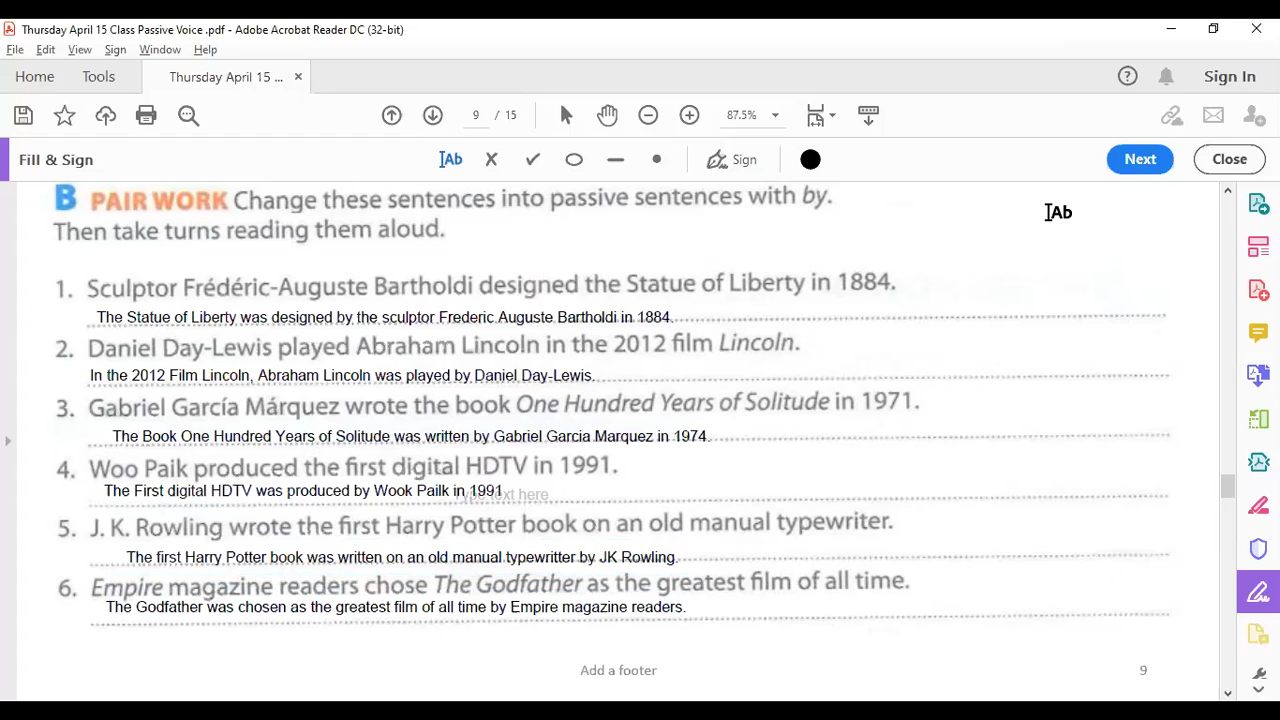 Thursday April 15 Class Passive Voice .pdf - Adobe Acrobat Reader DC (32-bit)
File Edit View Sign Window Help
Home Tools Thursday April 15 ... × Sign In
9 / 15 87.5%
Fill & Sign Ab Sign Next Close
B PAIR WORK Change these sentences into passive sentences with by.
Ab
Then take turns reading them aloud.
1. Sculptor Frédéric-Auguste Bartholdi designed the Statue of Liberty in 1884.
The Statue of Liberty was designed by the sculptor Frederic Auguste Bartholdi in 1884.
2. Daniel Day-Lewis played Abraham Lincoln in the 2012 film Lincoln.
In the 2012 Film Lincoln, Abraham Lincoln was played by Daniel Day-Lewis.
3. Gabriel García Márquez wrote the book One Hundred Years of Solitude in 1971.
The Book One Hundred Years of Solitude was written by Gabriel Garcia Marquez in 1974.
4. Woo Paik produced the first digital HDTV in 1991.
The First digital HDTV was produced by Wook Pailk in 1991
Type text here
5. J. K. Rowling wrote the first Harry Potter book on an old manual typewriter.
The first Harry Potter book was written on an old manual typewritter by JK Rowling.
6. Empire magazine readers chose The Godfather as the greatest film of all time.
The Godfather was chosen as the greatest film of all time by Empire magazine readers.
Add a footer 9